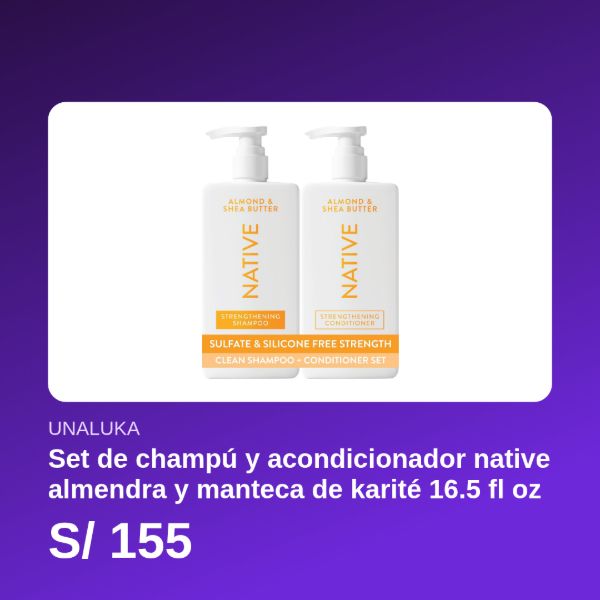 ALMOND &
SHEA BUTTER
NATIVE
STRENGTHENING
SHAMPOO
ALMOND &
SHEA BUTTER
NATIVE
STRENGTHENING
CONDITIONER
SULFATE & SILICONE FREE STRENGTH
CLEAN SHAMPOO + CONDITIONER SET
UNALUKA
Set de champú y acondicionador native
almendra y manteca de karité 16.5 fl oz
S/ 155